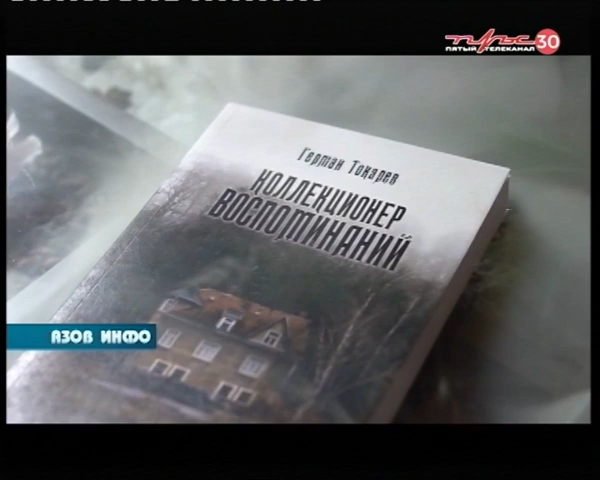 ПУЛЬС 30
ПЯТЫЙ ТЕЛЕКАНАЛ
Герман Токарев
КОЛЛЕКЦИОНЕР
ВОСПОМИНАНИЙ
АЗОВ ИНФО